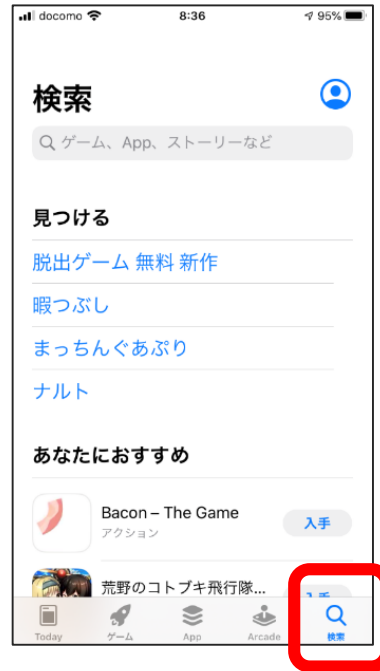 docomo 8:36 95%
検索
ゲーム、App、ストーリーなど
見つける
脱出ゲーム 無料 新作
暇つぶし
まっちんぐあぷり
ナルト
あなたにおすすめ
Bacon – The Game
アクション
入手
荒野のコトブキ飛行隊...
入手
Today ゲーム App Arcade 検索